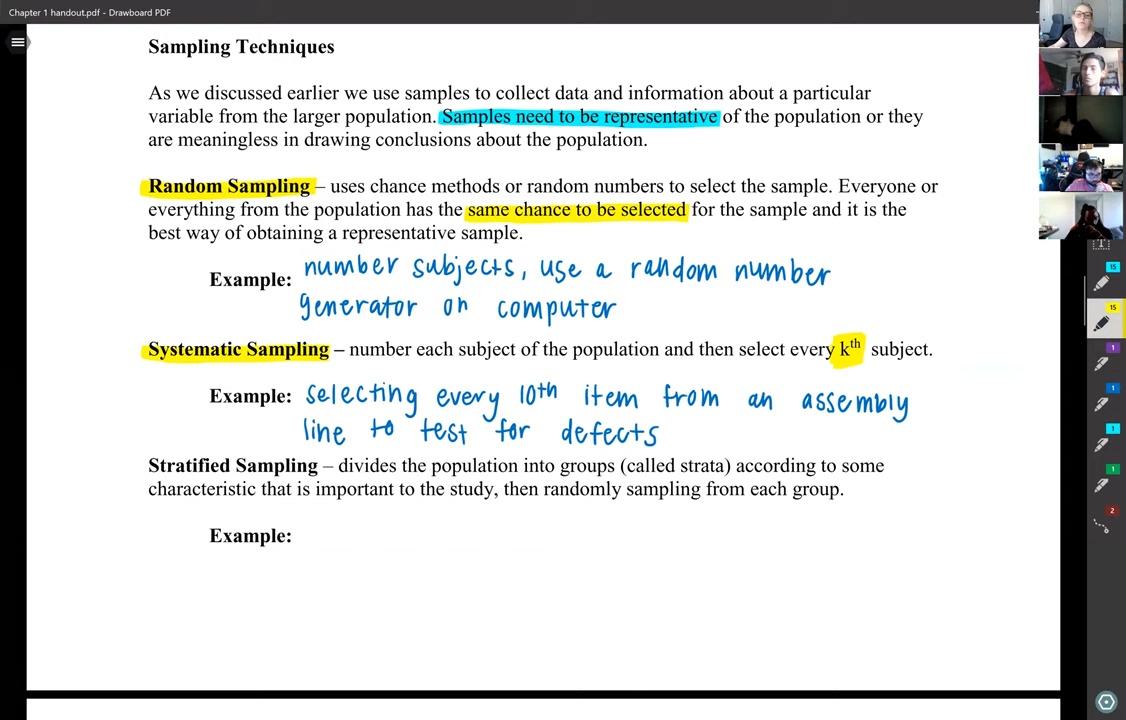 Chapter 1 handout.pdf - Drawboard PDF
Sampling Techniques
As we discussed earlier we use samples to collect data and information about a particular
variable from the larger population. Samples need to be representative of the population or they
are meaningless in drawing conclusions about the population.
Random Sampling – uses chance methods or random numbers to select the sample. Everyone or
everything from the population has the same chance to be selected for the sample and it is the
best way of obtaining a representative sample.
Example: number subjects, use a random number
generator on computer
Systematic Sampling – number each subject of the population and then select every kth subject.
Example: selecting every 10th item from an assembly
line to test for defects
Stratified Sampling – divides the population into groups (called strata) according to some
characteristic that is important to the study, then randomly sampling from each group.
Example:
T
15
15
1
1
1
1
2